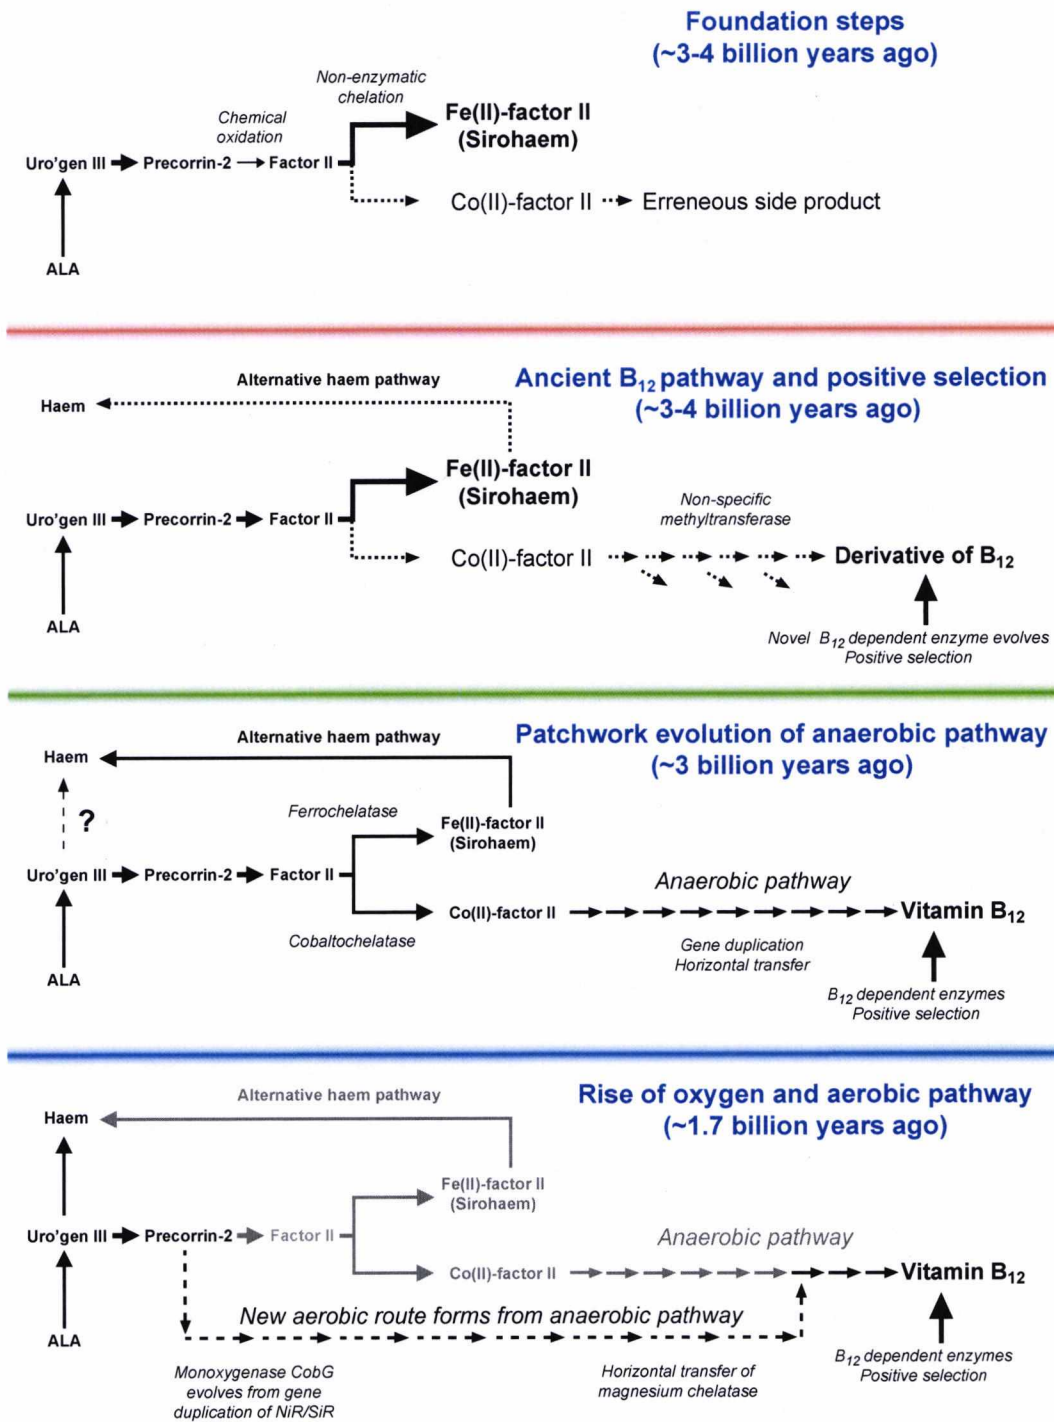 Foundation steps
(~3-4 billion years ago)
Non-enzymatic
chelation
Chemical
oxidation
Fe(II)-factor II
(Sirohaem)
Uro'gen III Precorrin-2 Factor II
Co(II)-factor II Erreneous side product
ALA
Ancient B₁₂ pathway and positive selection
(~3-4 billion years ago)
Alternative haem pathway
Haem
Fe(II)-factor II
(Sirohaem)
Non-specific
methyltransferase
Uro'gen III Precorrin-2 Factor II
Co(II)-factor II Derivative of B₁₂
ALA
Novel B₁₂ dependent enzyme evolves
Positive selection
Patchwork evolution of anaerobic pathway
(~3 billion years ago)
Alternative haem pathway
Haem
?
Ferrochelatase
Fe(II)-factor II
(Sirohaem)
Uro'gen III Precorrin-2 Factor II
Anaerobic pathway
Co(II)-factor II Vitamin B₁₂
Cobaltochelatase
Gene duplication
Horizontal transfer
ALA
B₁₂ dependent enzymes
Positive selection
Rise of oxygen and aerobic pathway
(~1.7 billion years ago)
Alternative haem pathway
Haem
Fe(II)-factor II
(Sirohaem)
Uro'gen III Precorrin-2 Factor II
Anaerobic pathway
Co(II)-factor II Vitamin B₁₂
New aerobic route forms from anaerobic pathway
ALA
Monoxygenase CobG
evolves from gene
duplication of NiR/SiR
Horizontal transfer of
magnesium chelatase
B₁₂ dependent enzymes
Positive selection